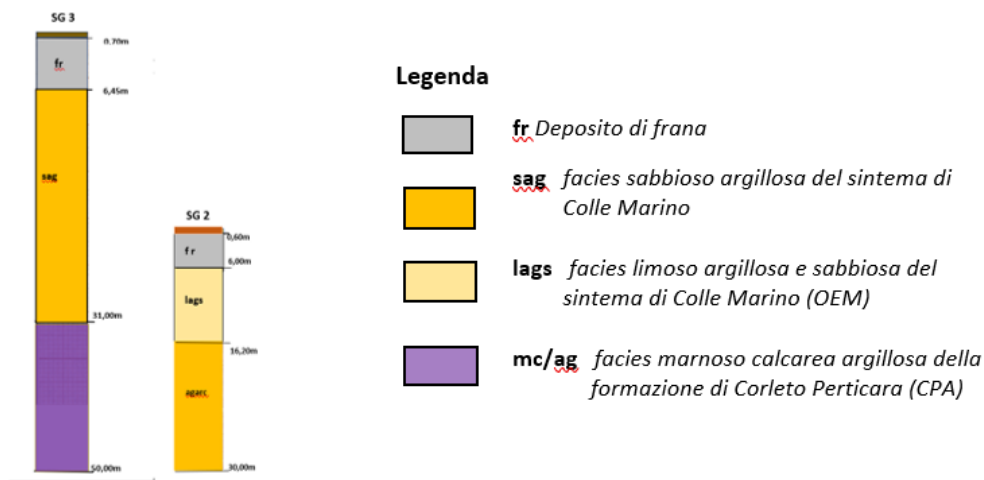 SG 3
0,70m
fr
6,45m
sag
31,00m
50,00m
SG 2
0,60m
f r
6,00m
lags
16,20m
30,00m
Legenda
fr Deposito di frana
sag facies sabbioso argillosa del sintema di
Colle Marino
lags facies limoso argillosa e sabbiosa del
sintema di Colle Marino (OEM)
mc/ag facies marnoso calcarea argillosa della
formazione di Corleto Perticara (CPA)